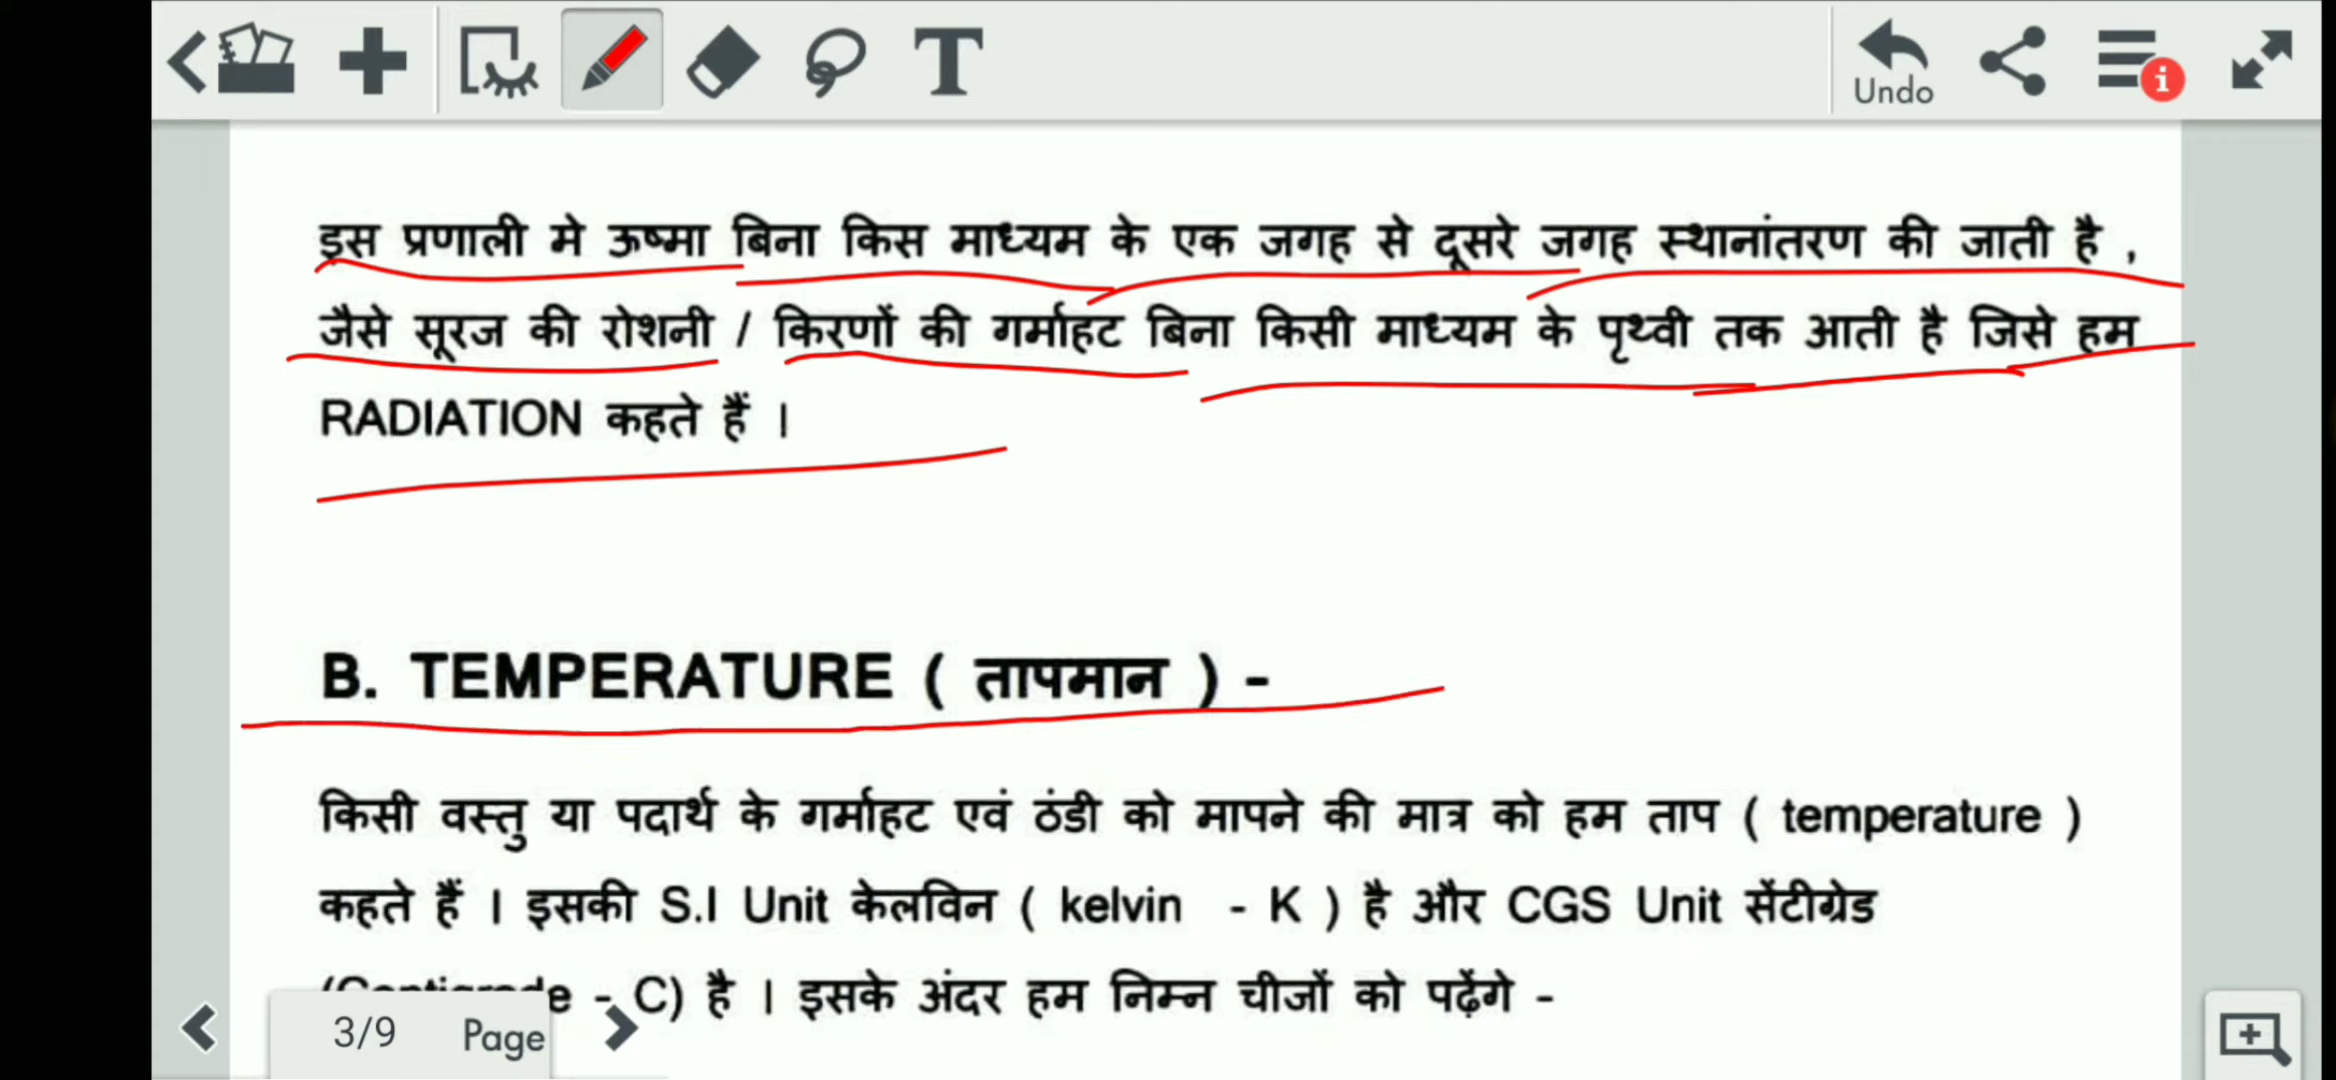 Undo
इस प्रणाली मे ऊष्मा बिना किस माध्यम के एक जगह से दूसरे जगह स्थानांतरण की जाती है ,
जैसे सूरज की रोशनी / किरणों की गर्माहट बिना किसी माध्यम के पृथ्वी तक आती है जिसे हम
RADIATION कहते हैं ।
B. TEMPERATURE ( तापमान ) -
किसी वस्तु या पदार्थ के गर्माहट एवं ठंडी को मापने की मात्र को हम ताप ( temperature )
कहते हैं । इसकी S.I Unit केलविन ( kelvin - K ) है और CGS Unit सेंटीग्रेड
(Centigrade - C) है । इसके अंदर हम निम्न चीजों को पढ़ेंगे -
3/9 Page